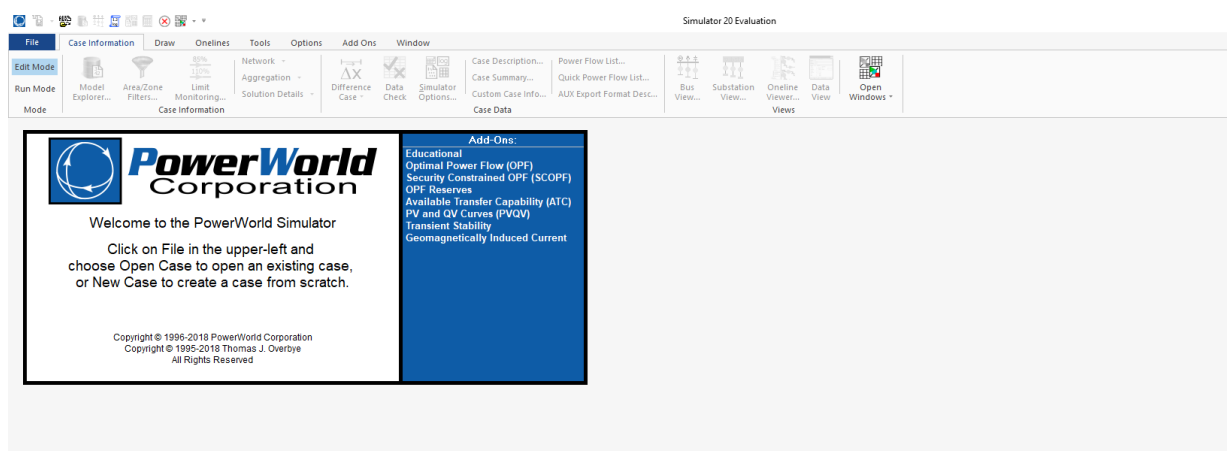 Simulator 20 Evaluation
File Case Information Draw Onelines Tools Options Add Ons Window
Edit Mode
Run Mode
Mode
Model
Explorer...
Area/Zone
Filters...
Limit
Monitoring...
Network
Aggregation
Solution Details
Case Information
Difference
Case
Data
Check
Simulator
Options...
Case Description...
Case Summary...
Custom Case Info...
Power Flow List...
Quick Power Flow List...
AUX Export Format Desc...
Case Data
Bus
View...
Substation
View...
Oneline
Viewer...
Data
View
Views
Open
Windows
PowerWorld
Corporation
Welcome to the PowerWorld Simulator
Click on File in the upper-left and
choose Open Case to open an existing case,
or New Case to create a case from scratch.
Copyright © 1996-2018 PowerWorld Corporation
Copyright © 1995-2018 Thomas J. Overbye
All Rights Reserved
Add-Ons:
Educational
Optimal Power Flow (OPF)
Security Constrained OPF (SCOPF)
OPF Reserves
Available Transfer Capability (ATC)
PV and QV Curves (PVQV)
Transient Stability
Geomagnetically Induced Current